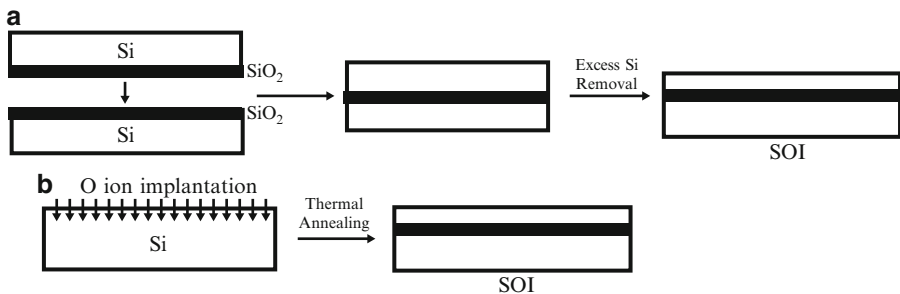 a
Si
SiO2
SiO2
Si
Excess Si
Removal
SOI
b
O ion implantation
Si
Thermal
Annealing
SOI